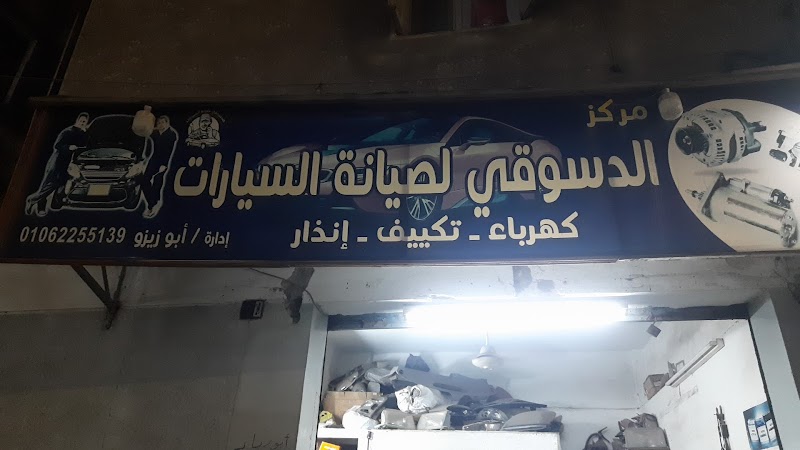 مركز
الدسوقي لصيانة السيارات
كهرباء - تكييف - إنذار
إدارة / أبو زيزو 01062255139